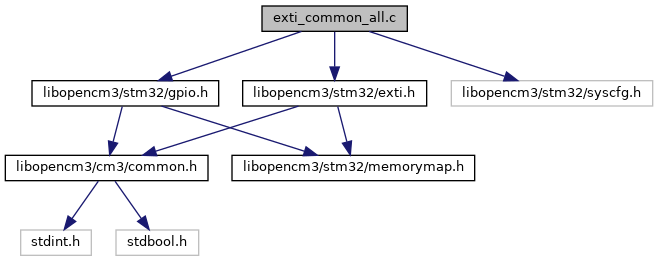 exti_common_all.c
libopencm3/stm32/gpio.h
libopencm3/stm32/exti.h
libopencm3/stm32/syscfg.h
libopencm3/cm3/common.h
libopencm3/stm32/memorymap.h
stdint.h
stdbool.h